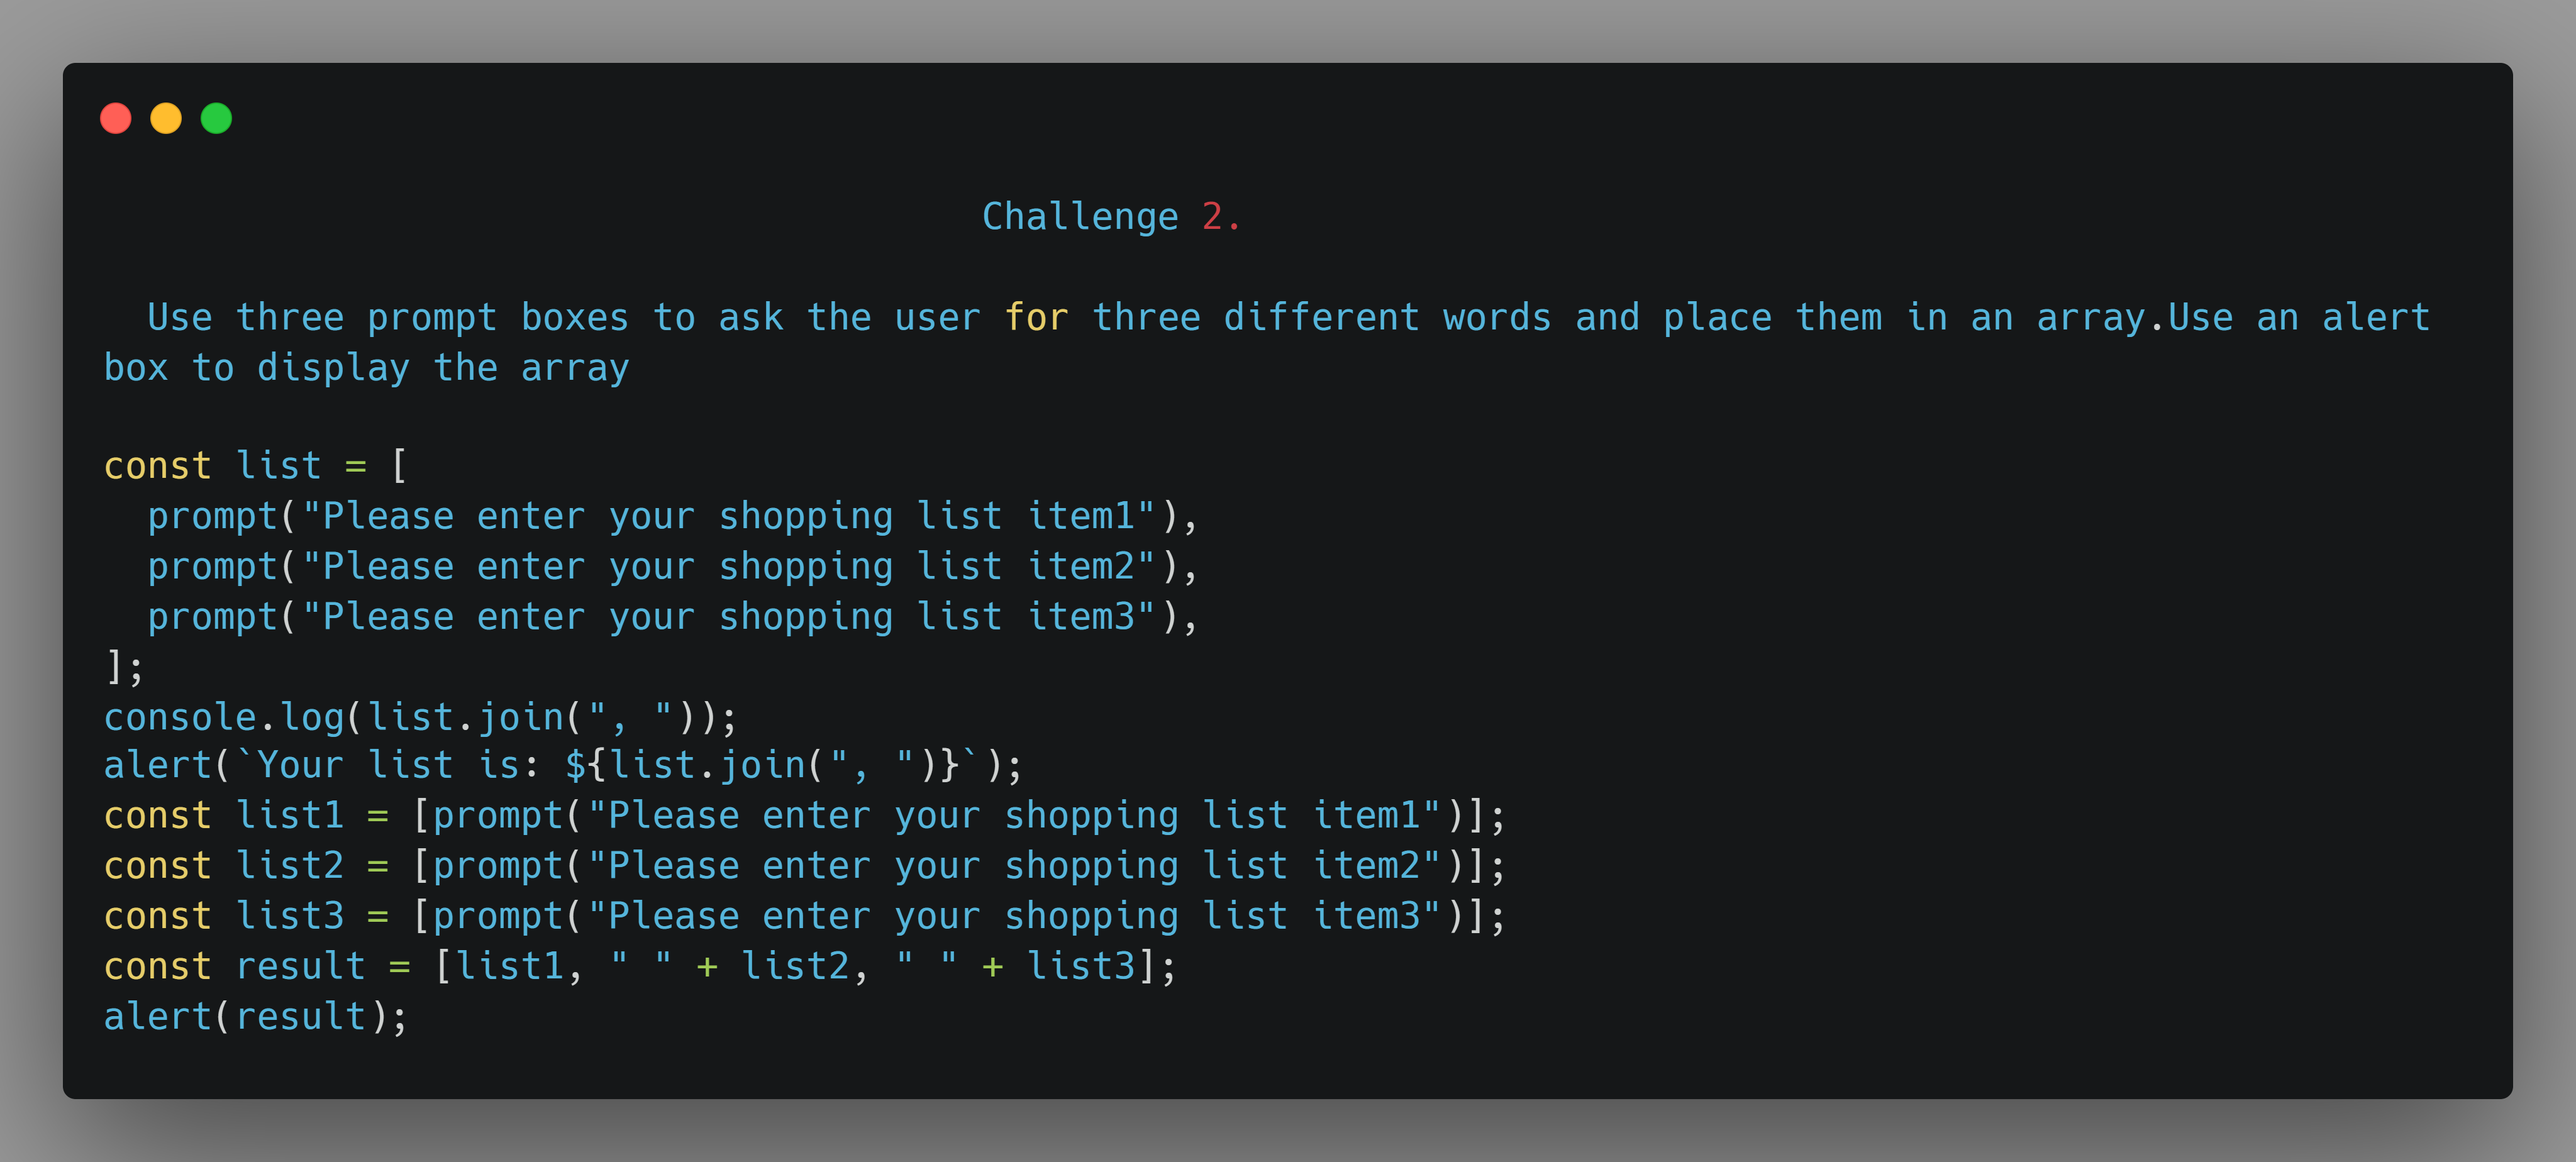 Challenge 2.
Use three prompt boxes to ask the user for three different words and place them in an array.Use an alert
box to display the array
const list = [
prompt("Please enter your shopping list item1"),
prompt("Please enter your shopping list item2"),
prompt("Please enter your shopping list item3"),
];
console.log(list.join(", "));
alert(`Your list is: ${list.join(", ")}`);
const list1 = [prompt("Please enter your shopping list item1")];
const list2 = [prompt("Please enter your shopping list item2")];
const list3 = [prompt("Please enter your shopping list item3")];
const result = [list1, " " + list2, " " + list3];
alert(result);